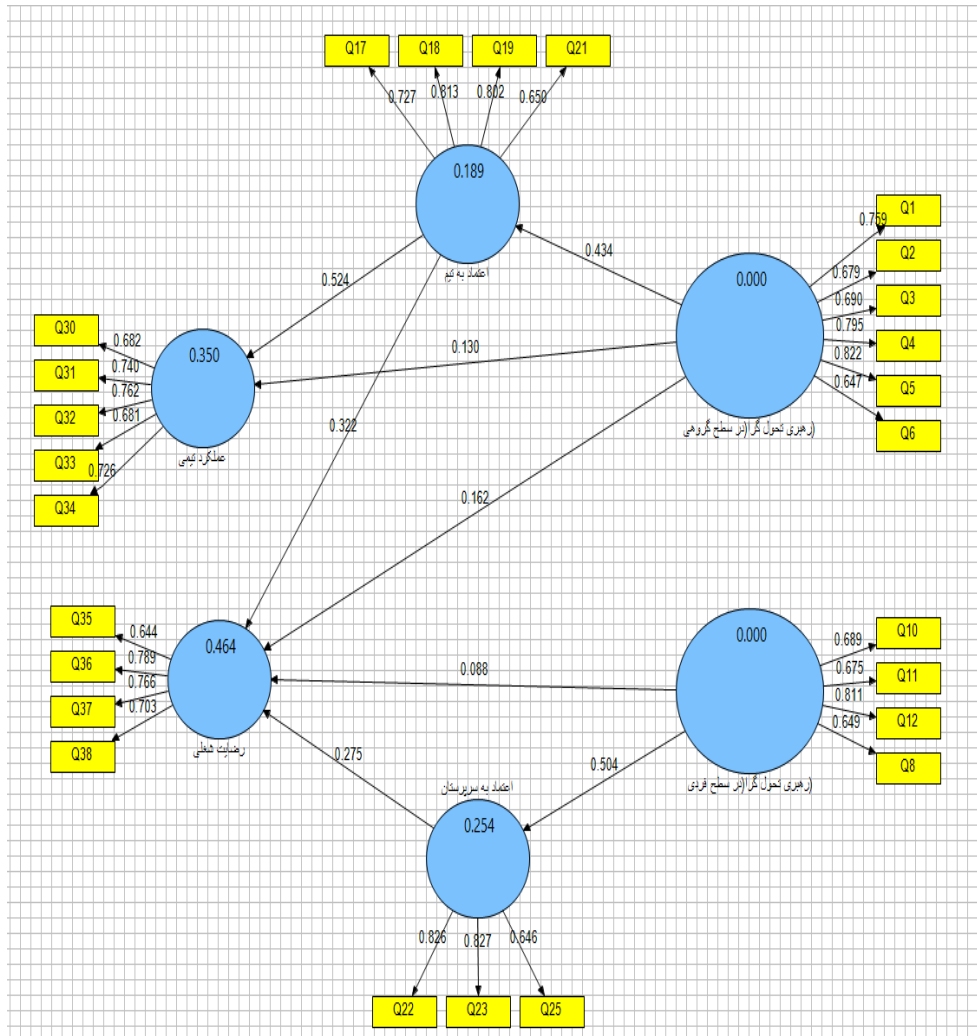 Q17
Q18
Q19
Q21
0.727
0.813
0.802
0.650
0.189
اعتماد به تیم
0.434
0.000
رهبری تحول گرا(در سطح گروهی)
Q1
0.759
Q2
0.679
Q3
0.690
Q4
0.795
Q5
0.822
Q6
0.647
0.524
0.130
0.322
0.162
Q30
0.682
Q31
0.740
Q32
0.762
Q33
0.681
Q34
0.726
0.350
عملکرد تیمی
Q35
0.644
Q36
0.789
Q37
0.766
Q38
0.703
0.464
رضایت شغلی
0.088
0.275
0.504
0.000
رهبری تحول گرا(در سطح فردی)
Q10
0.689
Q11
0.675
Q12
0.811
Q8
0.649
اعتماد به سرپرستان
0.254
0.826
0.827
0.646
Q22
Q23
Q25